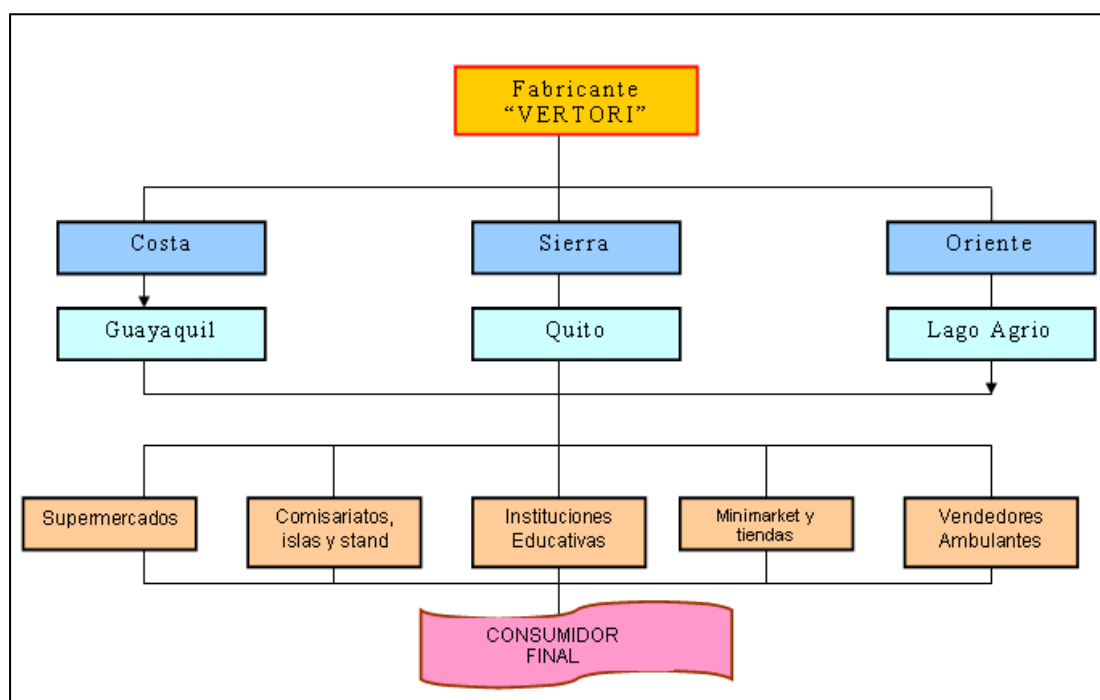 Fabricante
“VERTORI”
Costa
Sierra
Oriente
Guayaquil
Quito
Lago Agrio
Supermercados
Comisariatos,
islas y stand
Instituciones
Educativas
Minimarket y
tiendas
Vendedores
Ambulantes
CONSUMIDOR
FINAL